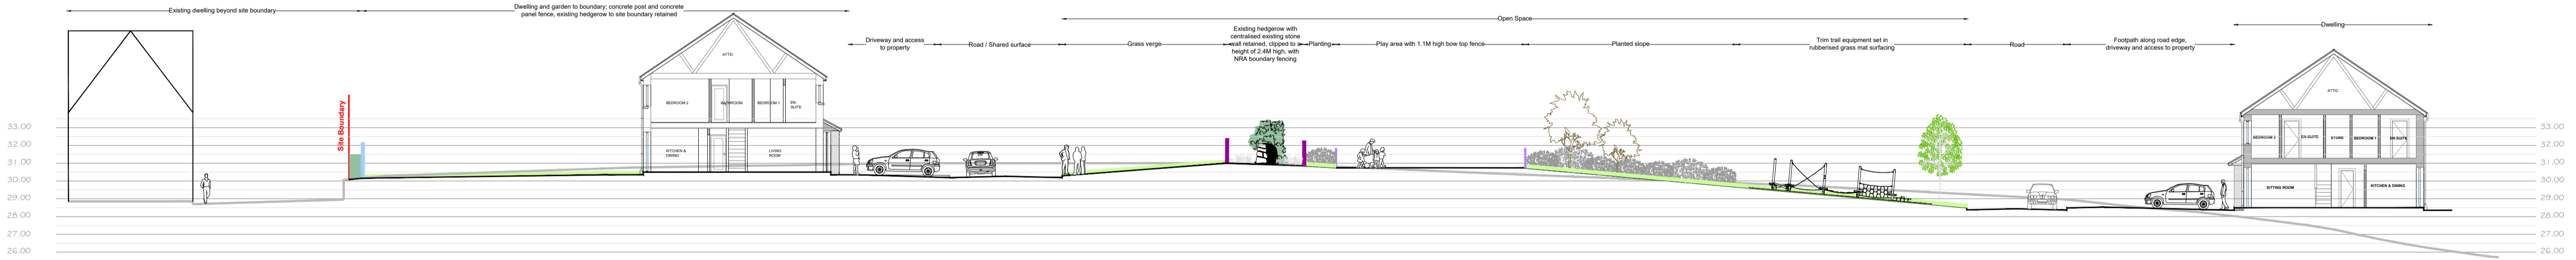 Existing dwelling beyond site boundary
Dwelling and garden to boundary; concrete post and concrete
panel fence, existing hedgerow to site boundary retained
Driveway and access
to property
Road / Shared surface
Open Space
Grass verge
Existing hedgerow with
centralised existing stone
wall retained, clipped to a
height of 2.4M high, with
NRA boundary fencing
Planting
Play area with 1.1M high bow top fence
Planted slope
Trim trail equipment set in
rubberised grass mat surfacing
Road
Footpath along road edge,
driveway and access to property
Dwelling
Site Boundary
ATTIC
BEDROOM 2
BATHROOM
BEDROOM 1
EN-
SUITE
KITCHEN &
DINING
LIVING
ROOM
ATTIC
BEDROOM 3
EN-SUITE
STORE
BEDROOM 1
EN-SUITE
SITTING ROOM
KITCHEN & DINING
33.00
32.00
31.00
30.00
29.00
28.00
27.00
26.00
33.00
32.00
31.00
30.00
29.00
28.00
27.00
26.00